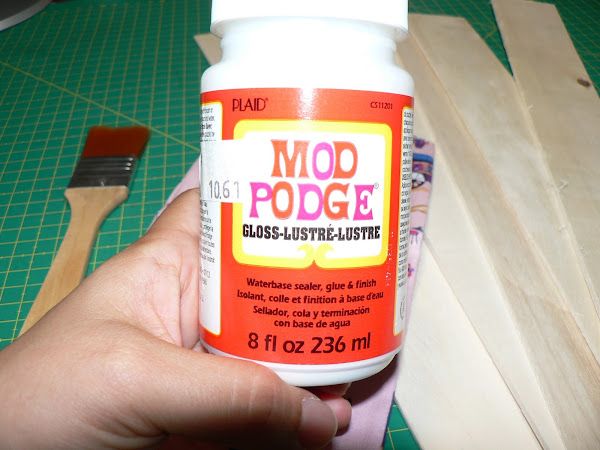 PLAID®
CS11201
MOD
PODGE®
10.61
GLOSS-LUSTRÉ-LUSTRE
Waterbase sealer, glue & finish
Isolant, colle et finition à base d'eau
Sellador, cola y terminación
con base de agua
8 fl oz 236 ml